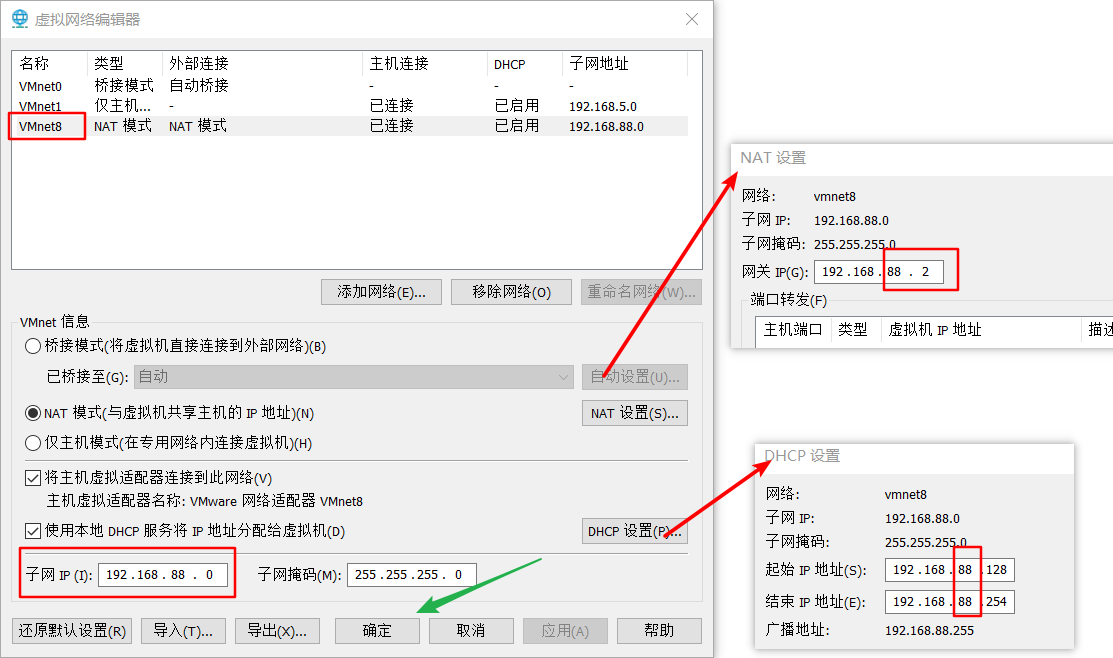 虚拟网络编辑器
名称 类型 外部连接 主机连接 DHCP 子网地址
VMnet0 桥接模式 自动桥接 - - -
VMnet1 仅主机... - 已连接 已启用 192.168.5.0
VMnet8 NAT 模式 NAT 模式 已连接 已启用 192.168.88.0
添加网络(E)... 移除网络(O) 重命名网络(W)...
VMnet 信息
桥接模式(将虚拟机直接连接到外部网络)(B)
已桥接至(G): 自动 自动设置(U)...
NAT 模式(与虚拟机共享主机的 IP 地址)(N) NAT 设置(S)...
仅主机模式(在专用网络内连接虚拟机)(H)
将主机虚拟适配器连接到此网络(V)
主机虚拟适配器名称: VMware 网络适配器 VMnet8
使用本地 DHCP 服务将 IP 地址分配给虚拟机(D) DHCP 设置(P)...
子网 IP (I): 192 . 168 . 88 . 0 子网掩码(M): 255 . 255 . 255 . 0
还原默认设置(R) 导入(T)... 导出(X)... 确定 取消 应用(A) 帮助
NAT 设置
网络: vmnet8
子网 IP: 192.168.88.0
子网掩码: 255.255.255.0
网关 IP(G): 192 . 168 . 88 . 2
端口转发(F)
主机端口 类型 虚拟机 IP 地址 描述
DHCP 设置
网络: vmnet8
子网 IP: 192.168.88.0
子网掩码: 255.255.255.0
起始 IP 地址(S): 192 . 168 . 88 . 128
结束 IP 地址(E): 192 . 168 . 88 . 254
广播地址: 192.168.88.255